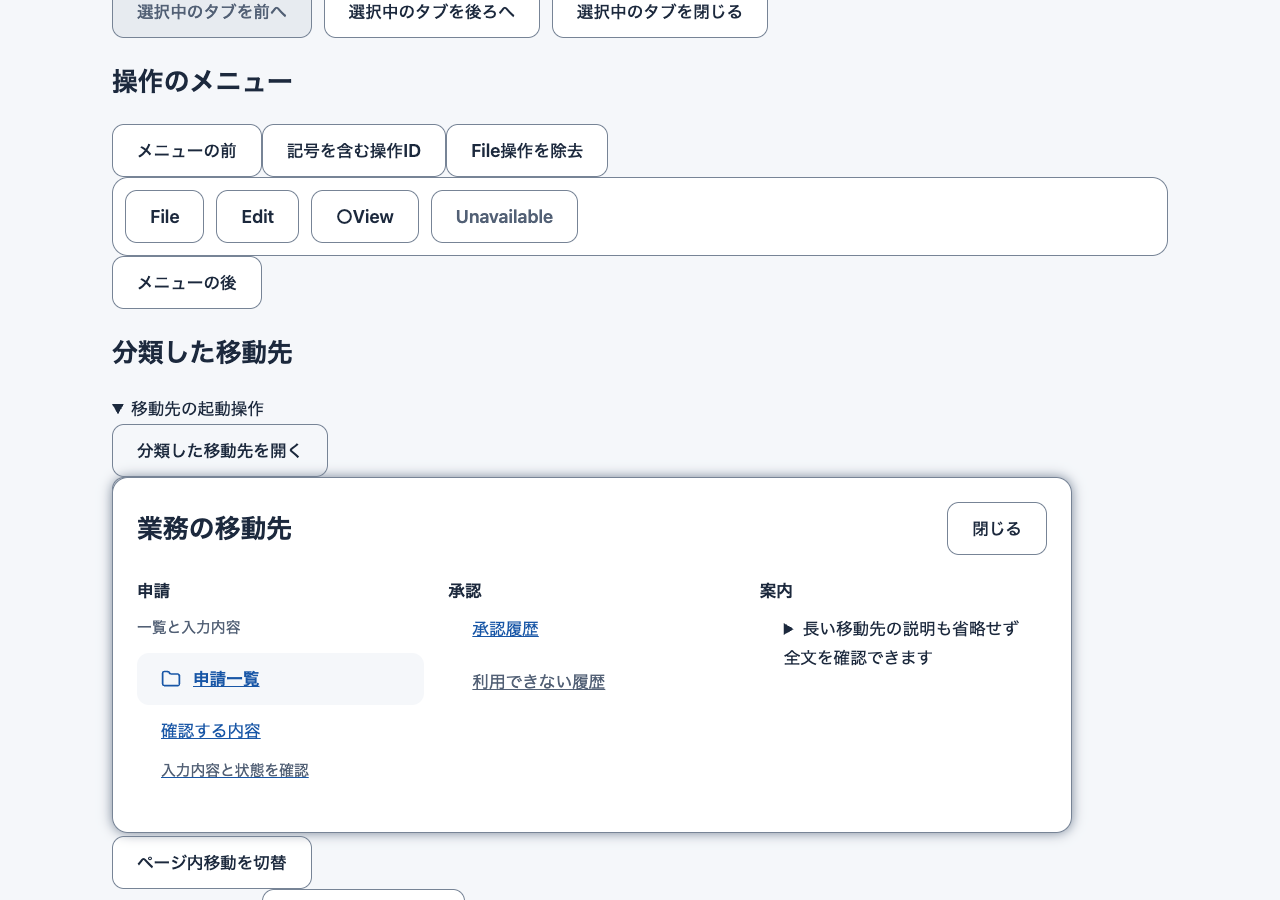 選択中のタブを前へ
選択中のタブを後ろへ
選択中のタブを閉じる
操作のメニュー
メニューの前
記号を含む操作ID
File操作を除去
File
Edit
〇View
Unavailable
メニューの後
分類した移動先
▼ 移動先の起動操作
分類した移動先を開く
業務の移動先
閉じる
申請
一覧と入力内容
申請一覧
確認する内容
入力内容と状態を確認
承認
承認履歴
利用できない履歴
案内
▶ 長い移動先の説明も省略せず
全文を確認できます
ページ内移動を切替